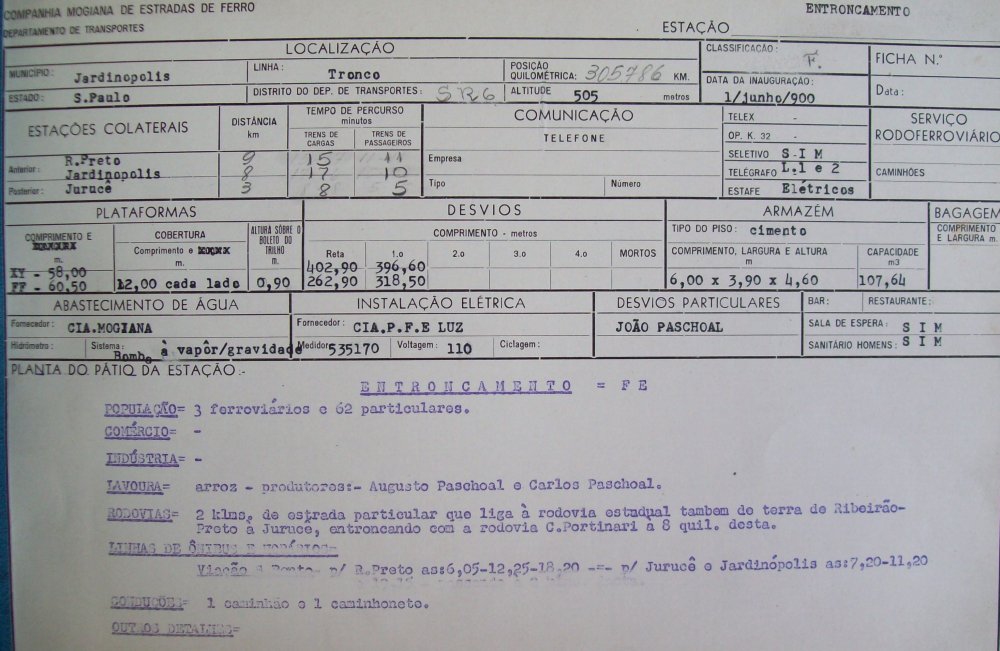 COMPANHIA MOGIANA DE ESTRADAS DE FERRO
ENTRONCAMENTO
DEPARTAMENTO DE TRANSPORTES
ESTAÇÃO
LOCALIZAÇÃO
CLASSIFICAÇÃO: F.
FICHA N.°
MUNICÍPIO: Jardinopolis
LINHA: Tronco
POSIÇÃO QUILOMÉTRICA: 305786 KM.
DATA DA INAUGURAÇÃO: 1/junho/900
Data:
ESTADO: S.Paulo
DISTRITO DO DEP. DE TRANSPORTES: SR6
ALTITUDE 505 metros
ESTAÇÕES COLATERAIS
DISTÂNCIA km
TEMPO DE PERCURSO minutos
TRENS DE CARGAS
TRENS DE PASSAGEIROS
COMUNICAÇÃO
TELEFONE
TELEX -
OP. K. 32 -
SELETIVO S I M
TELÉGRAFO L.1 e 2
ESTAFE Elétricos
SERVIÇO RODOFERROVIÁRIO
CAMINHÕES
R.Preto 9 15 11
Anterior: Jardinopolis 8 17 10
Posterior: Jurucê 3 8 5
Empresa
Tipo
Número
PLATAFORMAS
DESVIOS
ARMAZÉM
BAGAGEM
COMPRIMENTO E
m.
COBERTURA
Comprimento e
m.
ALTURA SÔBRE O BOLETO DO TRILHO
m.
COMPRIMENTO - metros
Reta 1.o 2.o 3.o 4.o MORTOS
TIPO DO PISO: cimento
COMPRIMENTO, LARGURA E ALTURA
m
CAPACIDADE
m3
COMPRIMENTO E LARGURA m.
XY - 58,00
FF - 60,50
12,00 cada lado
0,90
402,90 396,60
262,90 318,50
6,00 x 3,90 x 4,60
107,64
ABASTECIMENTO DE ÁGUA
INSTALAÇÃO ELÉTRICA
DESVIOS PARTICULARES
BAR:
RESTAURANTE:
Fornecedor: CIA.MOGIANA
Fornecedor: CIA.P.F.E LUZ
JOÃO PASCHOAL
SALA DE ESPERA: S I M
Hidrômetro:
Sistema: Bomb. à vapôr/gravidade
Medidor 535170
Voltagem: 110
Ciclagem:
SANITÁRIO HOMENS: S I M
PLANTA DO PÁTIO DA ESTAÇÃO:-
ENTRONCAMENTO = FE
POPULAÇÃO= 3 ferroviários e 62 particulares.
COMÉRCIO= -
INDÚSTRIA= -
LAVOURA= arroz - produtores:- Augusto Paschoal e Carlos Paschoal.
RODOVIAS= 2 klms, de estrada particular que liga à rodovia estadual tambem de terra de Ribeirão-
Preto à Jurucê, entroncando com a rodovia C.Portinari à 8 quil. desta.
LINHAS DE ÔNIBUS E HORÁRIOS=
Viação p/ R.Preto as:6,05-12,25-18,20 -=- p/ Jurucê e Jardinópolis as:7,20-11,20
CONDUÇÕES= 1 caminhão e 1 caminhonete.
OUTROS DETALHES=